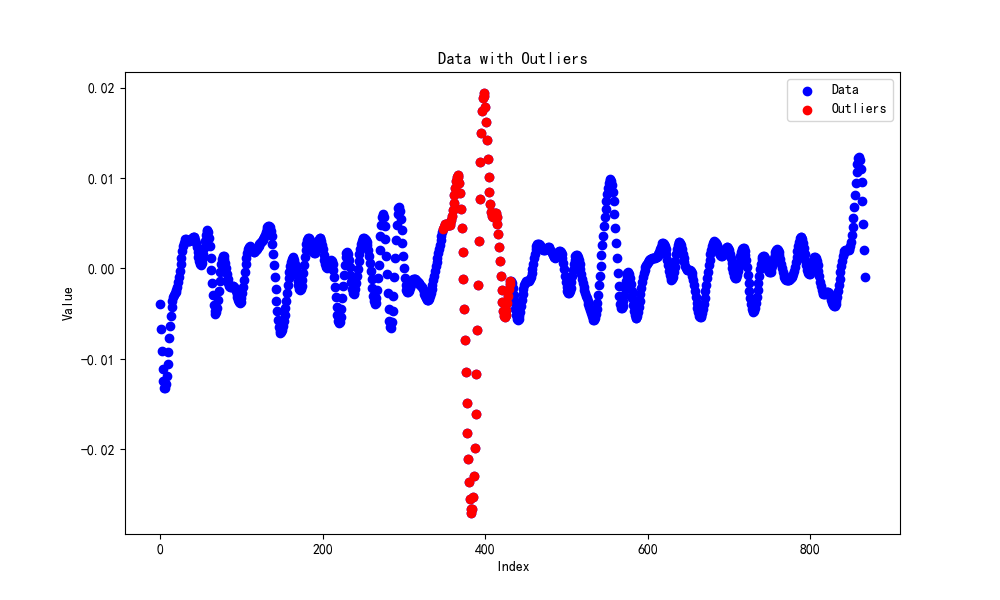 Data with Outliers
Data
Outliers
0.02
0.01
0.00
-0.01
-0.02
Value
0
200
400
600
800
Index